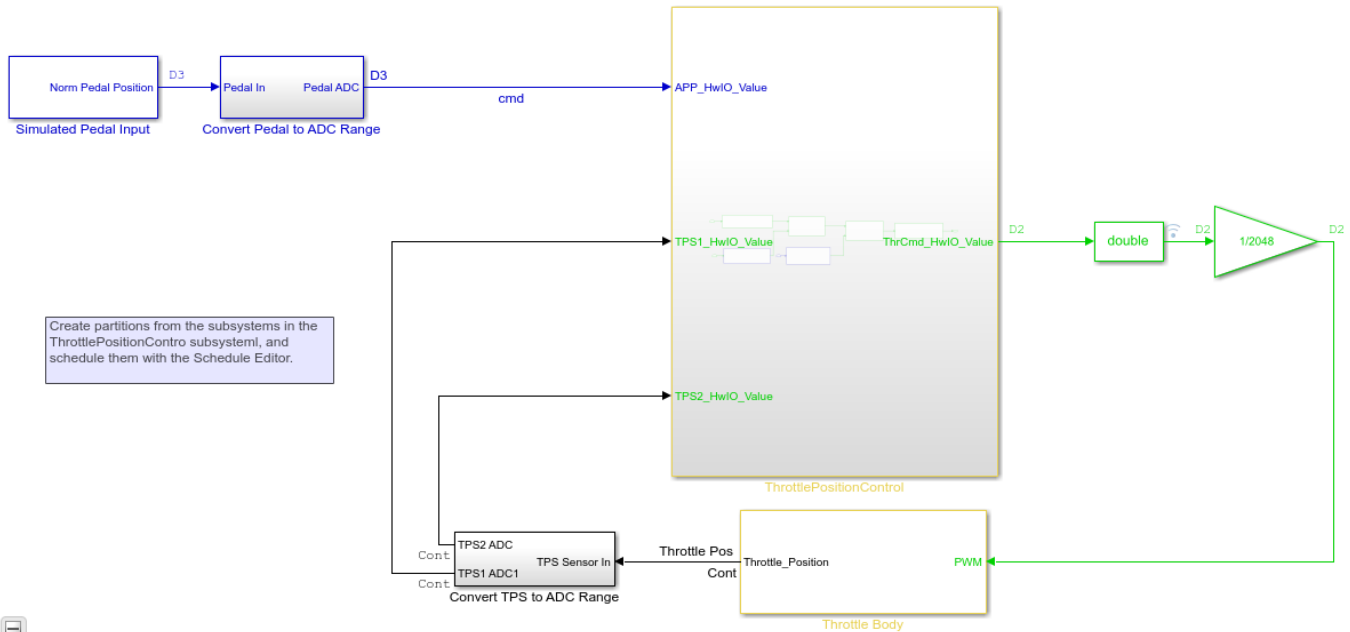 Norm Pedal Position
D3
Simulated Pedal Input
Pedal In
Pedal ADC
D3
Convert Pedal to ADC Range
cmd
APP_HwIO_Value
TPS1_HwIO_Value
ThrCmd_HwIO_Value
TPS2_HwIO_Value
ThrottlePositionControl
D2
double
D2
1/2048
D2
Create partitions from the subsystems in the
ThrottlePositionContro subsysteml, and
schedule them with the Schedule Editor.
TPS2 ADC
Cont
TPS1 ADC1
Cont
TPS Sensor In
Convert TPS to ADC Range
Throttle Pos
Cont
Throttle_Position
PWM
Throttle Body